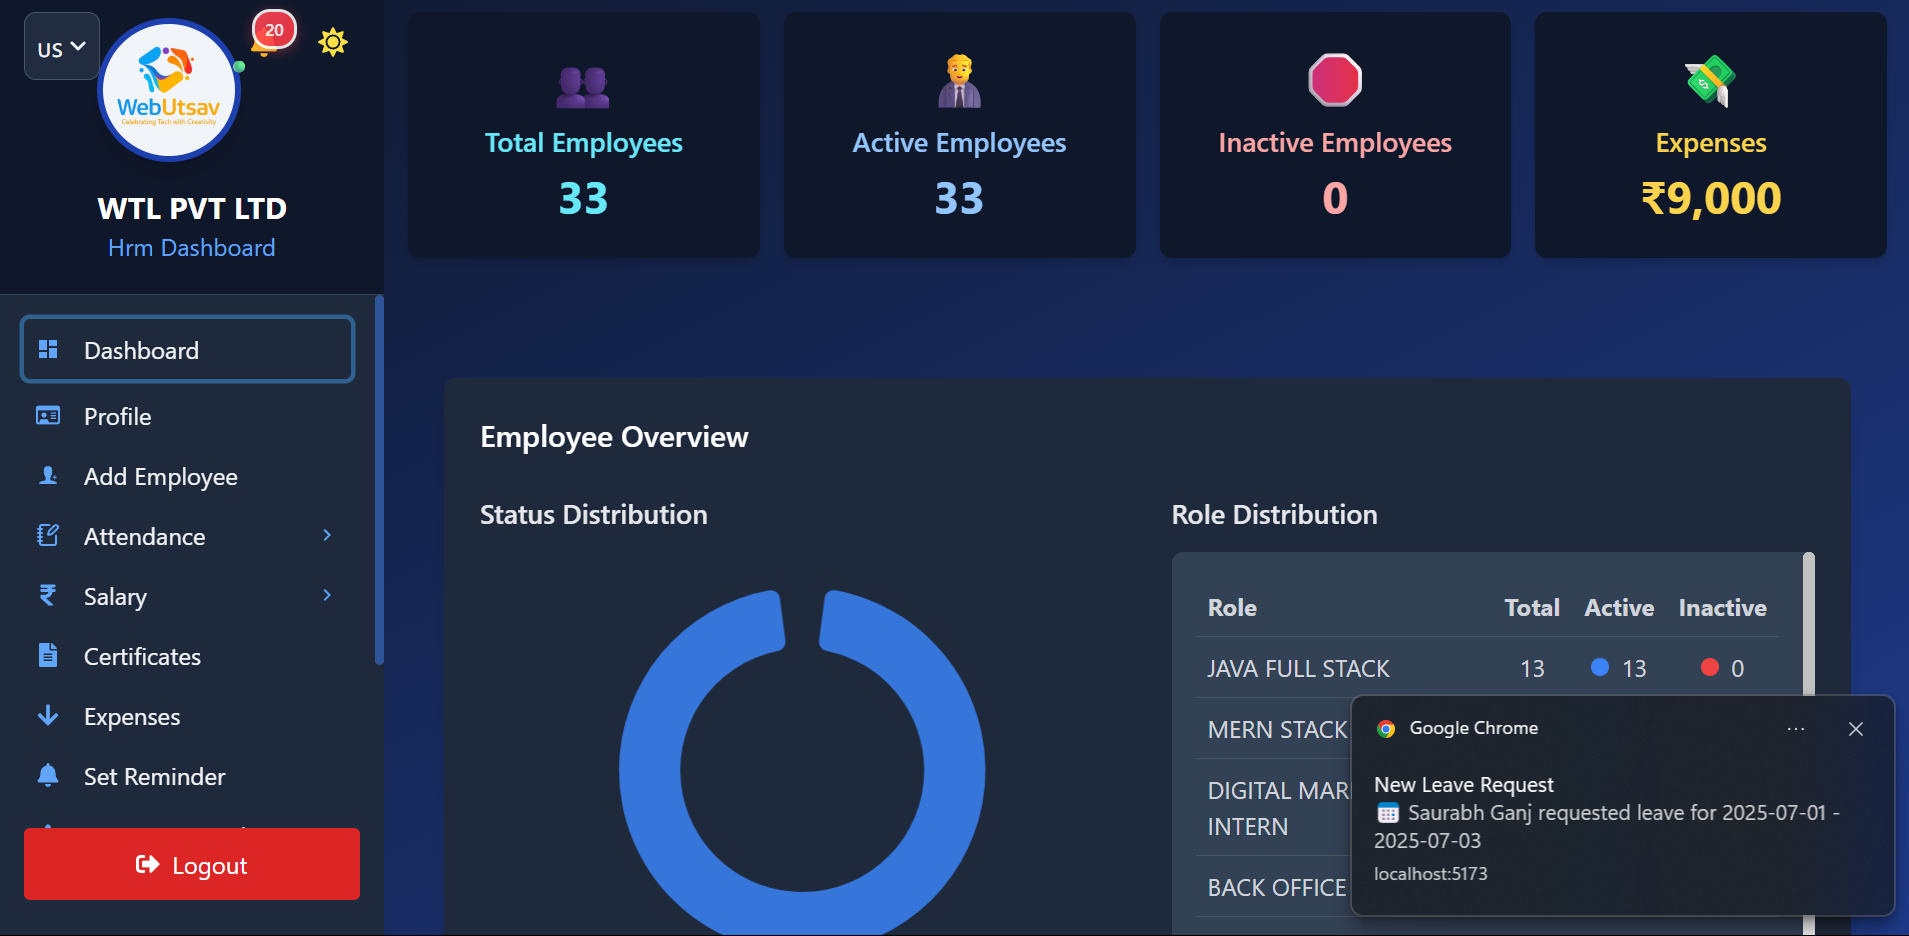 US
20
WebUtsav
Celebrating Tech with Creativity
WTL PVT LTD
Hrm Dashboard
Dashboard
Profile
Add Employee
Attendance
Salary
Certificates
Expenses
Set Reminder
Logout
Total Employees
33
Active Employees
33
Inactive Employees
0
Expenses
₹9,000
Employee Overview
Status Distribution
Role Distribution
Role Total Active Inactive
JAVA FULL STACK 13 13 0
MERN STACK
DIGITAL MAR
INTERN
BACK OFFICE
Google Chrome
New Leave Request
Saurabh Ganj requested leave for 2025-07-01 -
2025-07-03
localhost:5173